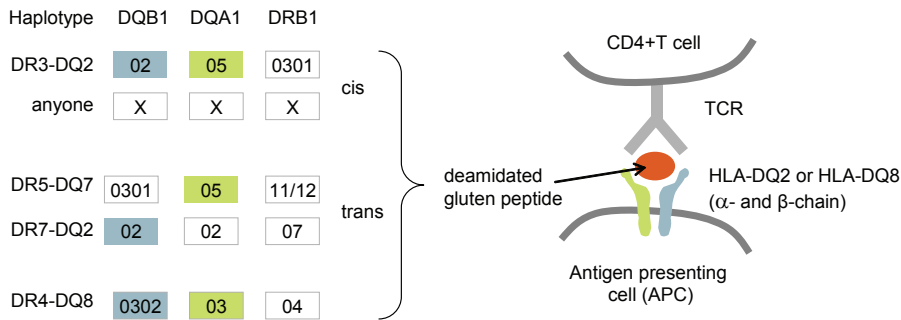 Haplotype DQB1 DQA1 DRB1
DR3-DQ2 02 05 0301
anyone X X X
cis
DR5-DQ7 0301 05 11/12
trans
DR7-DQ2 02 02 07
DR4-DQ8 0302 03 04
deamidated
gluten peptide
CD4+T cell
TCR
HLA-DQ2 or HLA-DQ8
(α- and β-chain)
Antigen presenting
cell (APC)